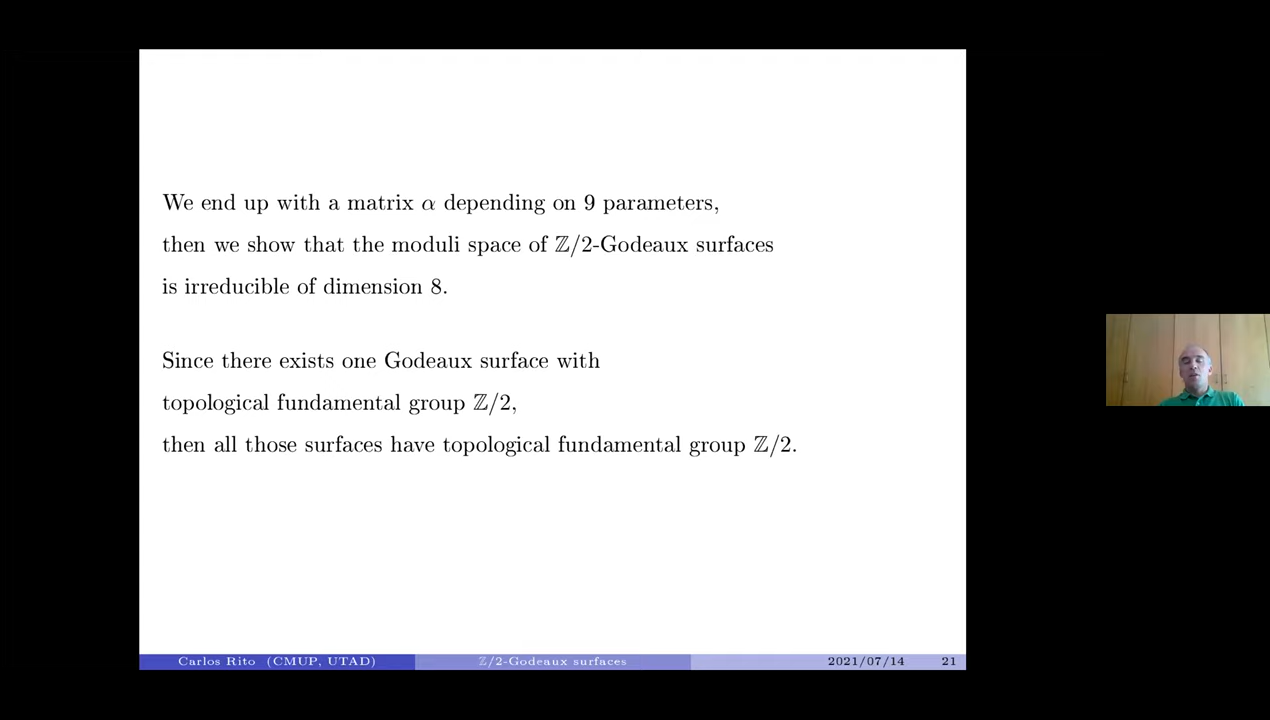 We end up with a matrix α depending on 9 parameters,
then we show that the moduli space of ℤ/2-Godeaux surfaces
is irreducible of dimension 8.
Since there exists one Godeaux surface with
topological fundamental group ℤ/2,
then all those surfaces have topological fundamental group ℤ/2.
Carlos Rito (CMUP, UTAD) ℤ/2-Godeaux surfaces 2021/07/14 21